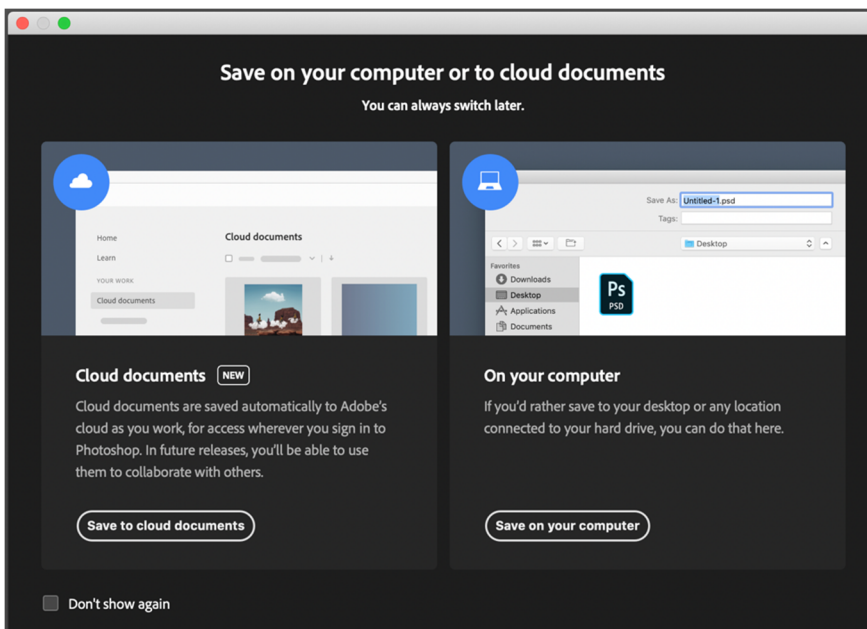 Save on your computer or to cloud documents
You can always switch later.
Home
Learn
YOUR WORK
Cloud documents
Cloud documents
Save As: Untitled-1.psd
Tags:
Desktop
Favorites
Downloads
Desktop
Applications
Documents
Ps
PSD
Cloud documents NEW
Cloud documents are saved automatically to Adobe's
cloud as you work, for access wherever you sign in to
Photoshop. In future releases, you'll be able to use
them to collaborate with others.
Save to cloud documents
On your computer
If you'd rather save to your desktop or any location
connected to your hard drive, you can do that here.
Save on your computer
Don't show again